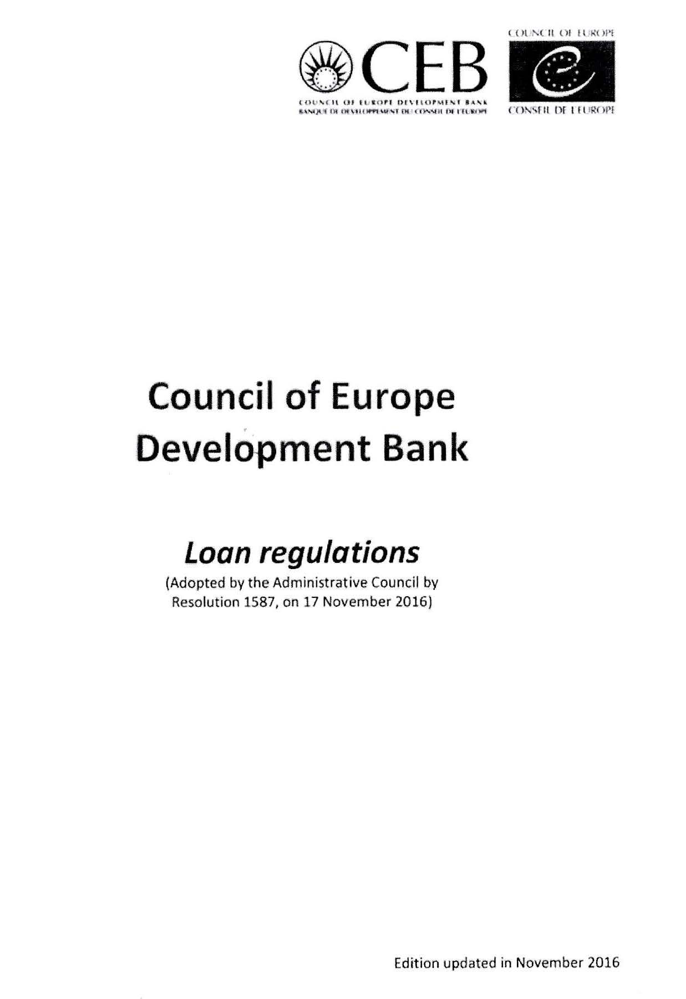 COUNCIL OF EUROPE
CEB
COUNCIL OF EUROPE DEVELOPMENT BANK
BANQUE DE DEVELOPPEMENT DU CONSEIL DE L'EUROPE
CONSEIL DE L'EUROPE
Council of Europe
Development Bank
Loan regulations
(Adopted by the Administrative Council by
Resolution 1587, on 17 November 2016)
Edition updated in November 2016